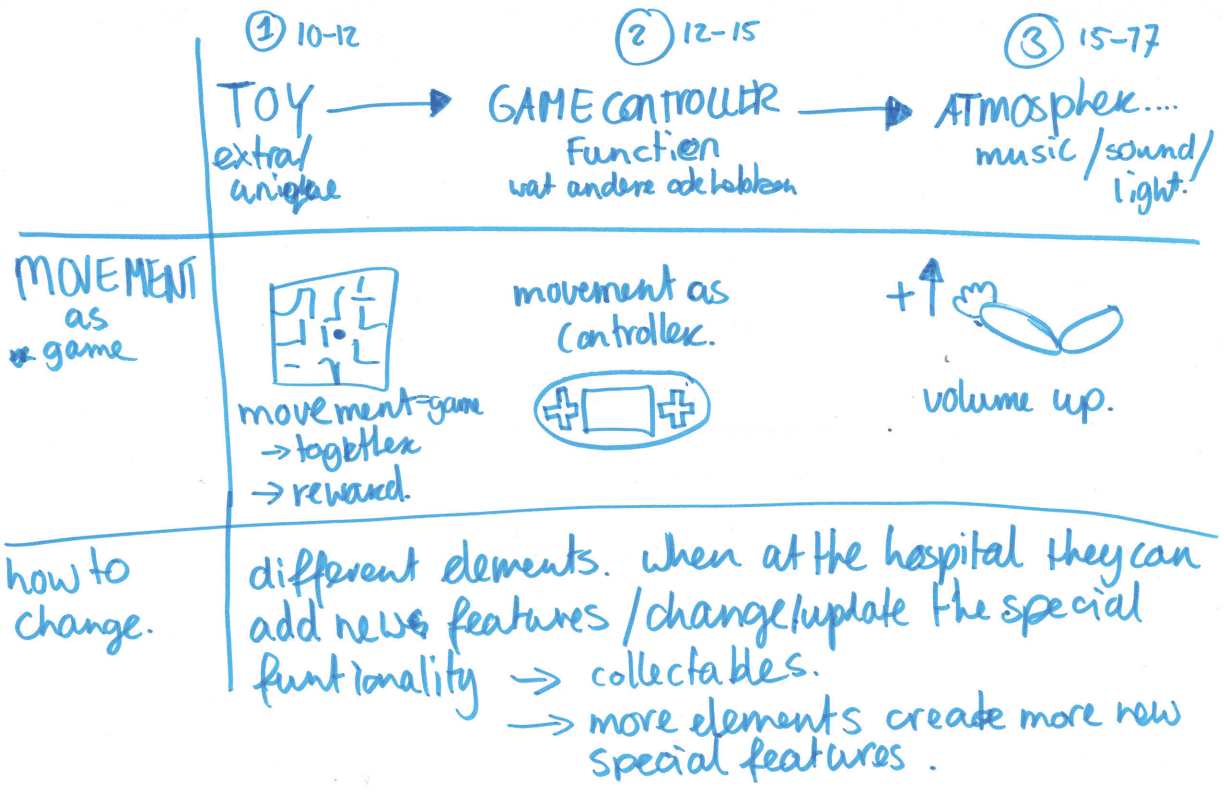 1 10-12
2 12-15
3 15-17
TOY → GAME CONTROLLER → ATmospheer....
extra/
unique
Function
wat andere ook hebben
music/sound/
light.
MOVEMENT
as
game
movement=game
→ together
→ reward.
movement as
Controller.
+↑
volume up.
how to
change.
different elements. when at the hospital they can
add news features / change/update the special
funtionality → collectables.
→ more elements create more new
special features.